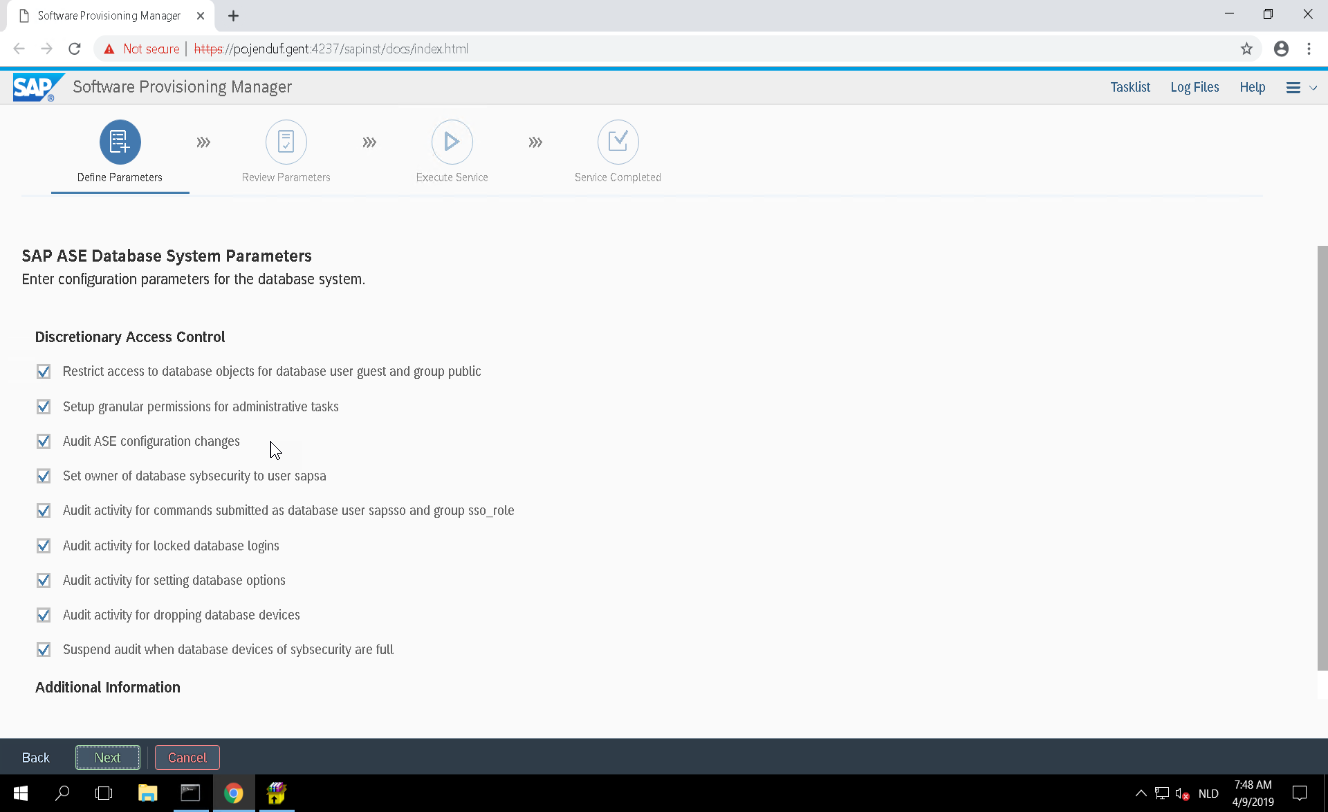 Software Provisioning Manager
Not secure | https://pojenduf.gent:4237/sapinst/docs/index.html
SAP Software Provisioning Manager
Tasklist Log Files Help
Define Parameters Review Parameters Execute Service Service Completed
SAP ASE Database System Parameters
Enter configuration parameters for the database system.
Discretionary Access Control
Restrict access to database objects for database user guest and group public
Setup granular permissions for administrative tasks
Audit ASE configuration changes
Set owner of database sybsecurity to user sapsa
Audit activity for commands submitted as database user sapsso and group sso_role
Audit activity for locked database logins
Audit activity for setting database options
Audit activity for dropping database devices
Suspend audit when database devices of sybsecurity are full
Additional Information
Back Next Cancel
NLD
7:48 AM
4/9/2019